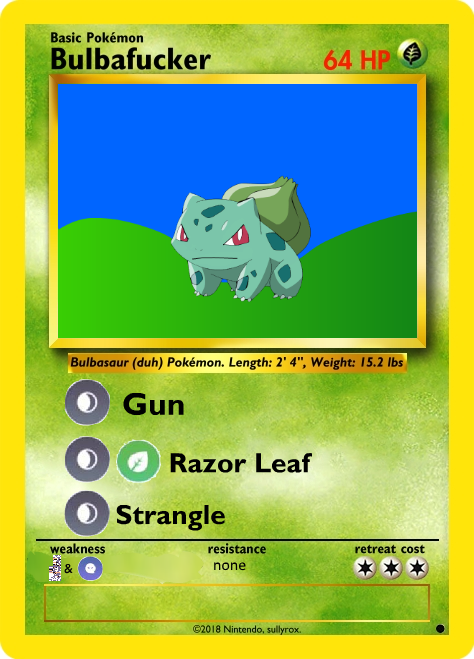 Basic Pokémon
Bulbafucker 64 HP
Bulbasaur (duh) Pokémon. Length: 2' 4", Weight: 15.2 lbs
Gun
Razor Leaf
Strangle
weakness resistance retreat cost
& none
©2018 Nintendo, sullyrox.